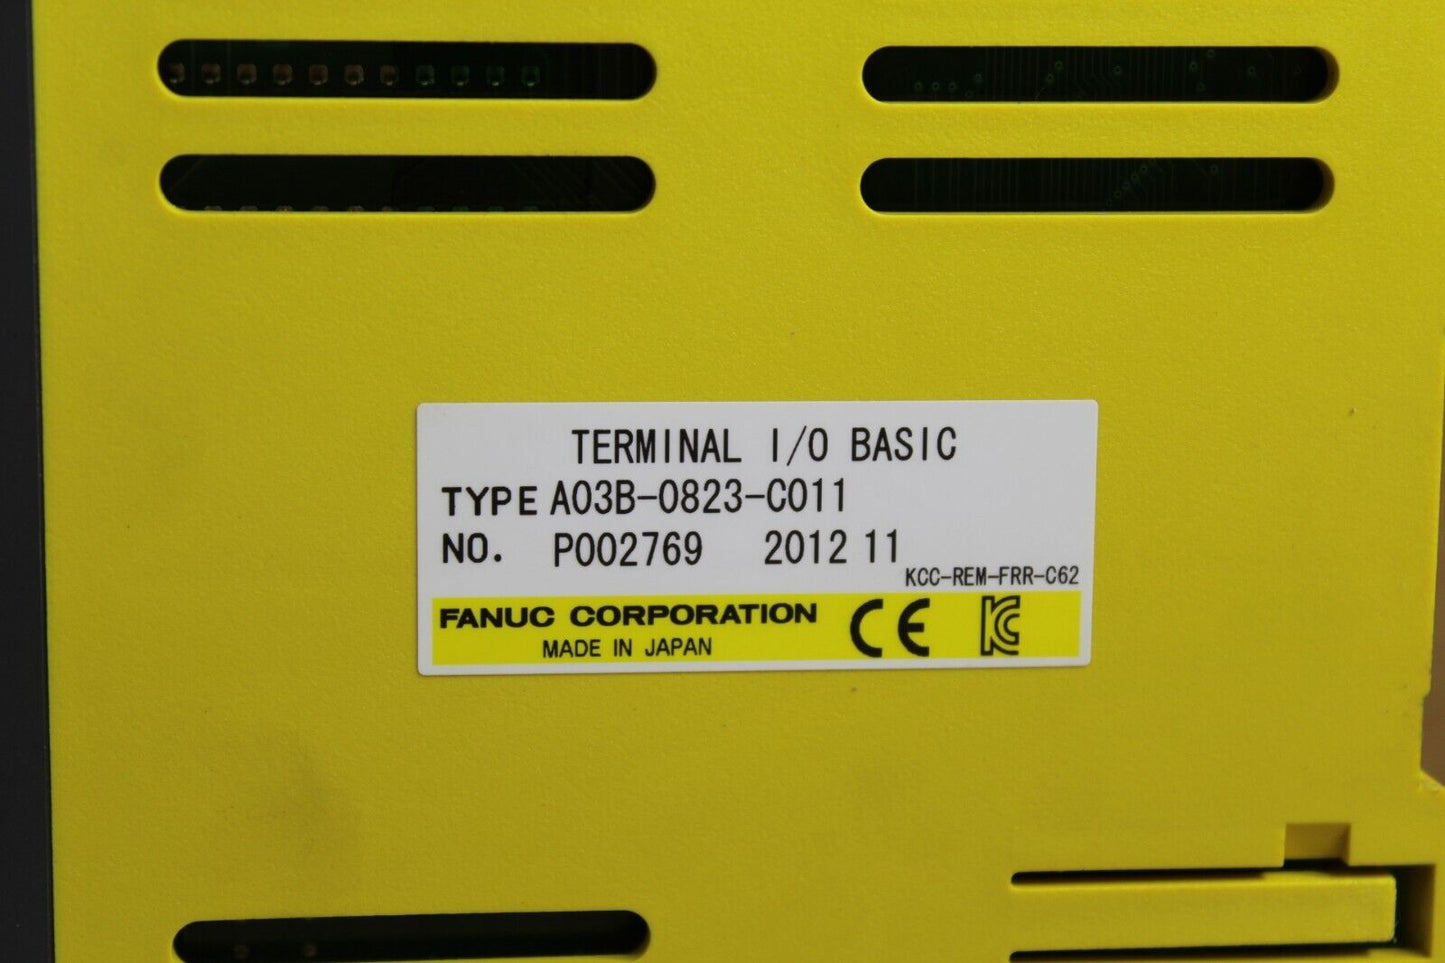 TERMINAL I/O BASIC
TYPE A03B-0823-C011
NO. P002769 2012 11
KCC-REM-FRR-C62
FANUC CORPORATION CE KC
MADE IN JAPAN